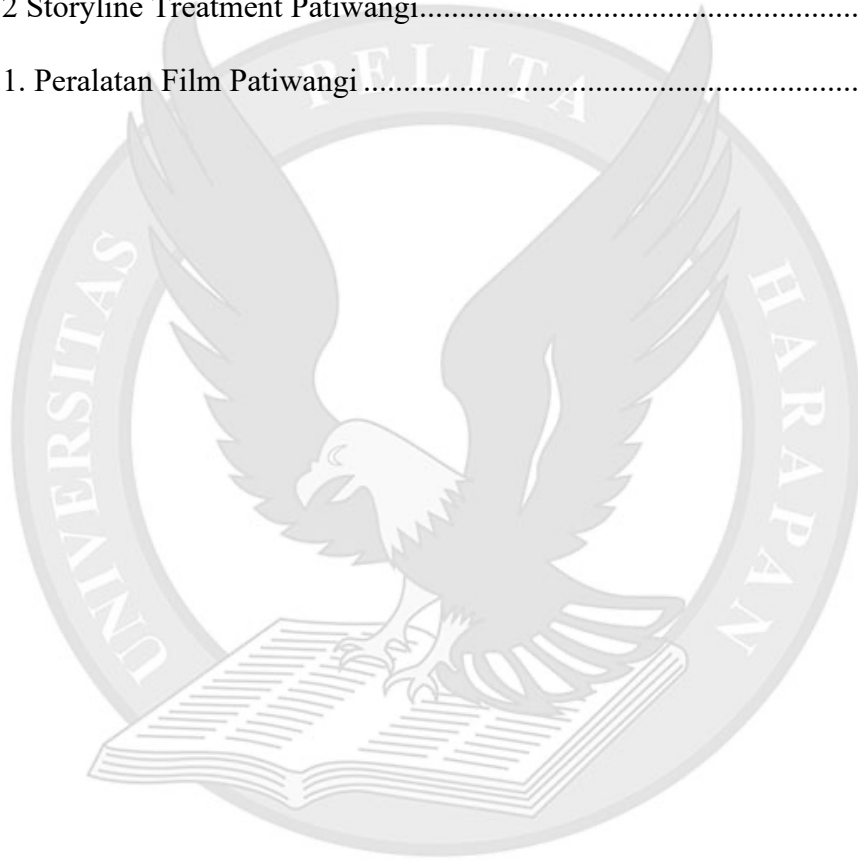 2 Storyline Treatment Patiwangi......................................................
1. Peralatan Film Patiwangi ............................................................
PELITA
UNIVERSITAS
HARAPAN